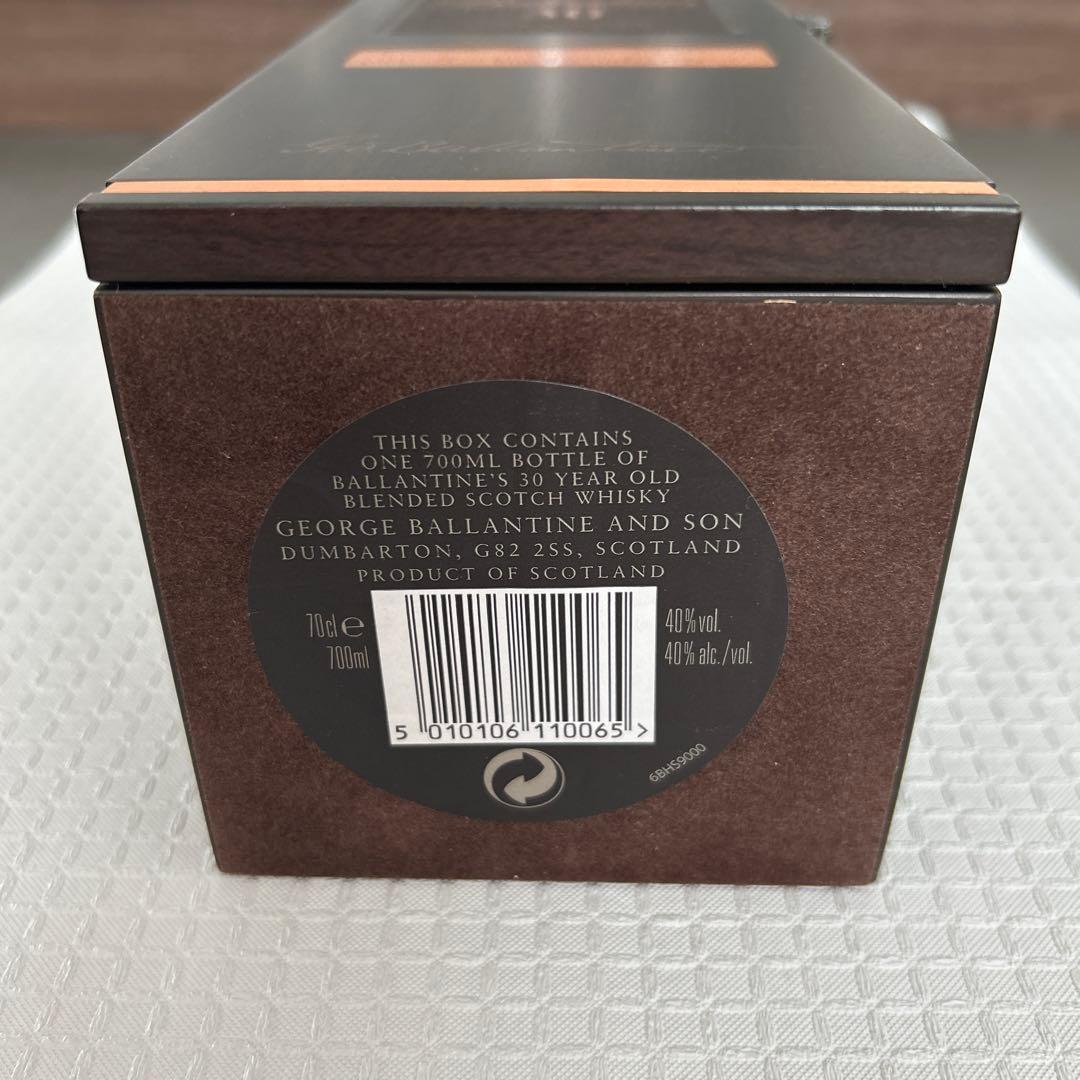 THIS BOX CONTAINS
ONE 700ML BOTTLE OF
BALLANTINE'S 30 YEAR OLD
BLENDED SCOTCH WHISKY
GEORGE BALLANTINE AND SON
DUMBARTON, G82 2SS, SCOTLAND
PRODUCT OF SCOTLAND
70cl e
700ml
40%vol.
40% alc./vol.
5 010106 110065 >
6BHS9000